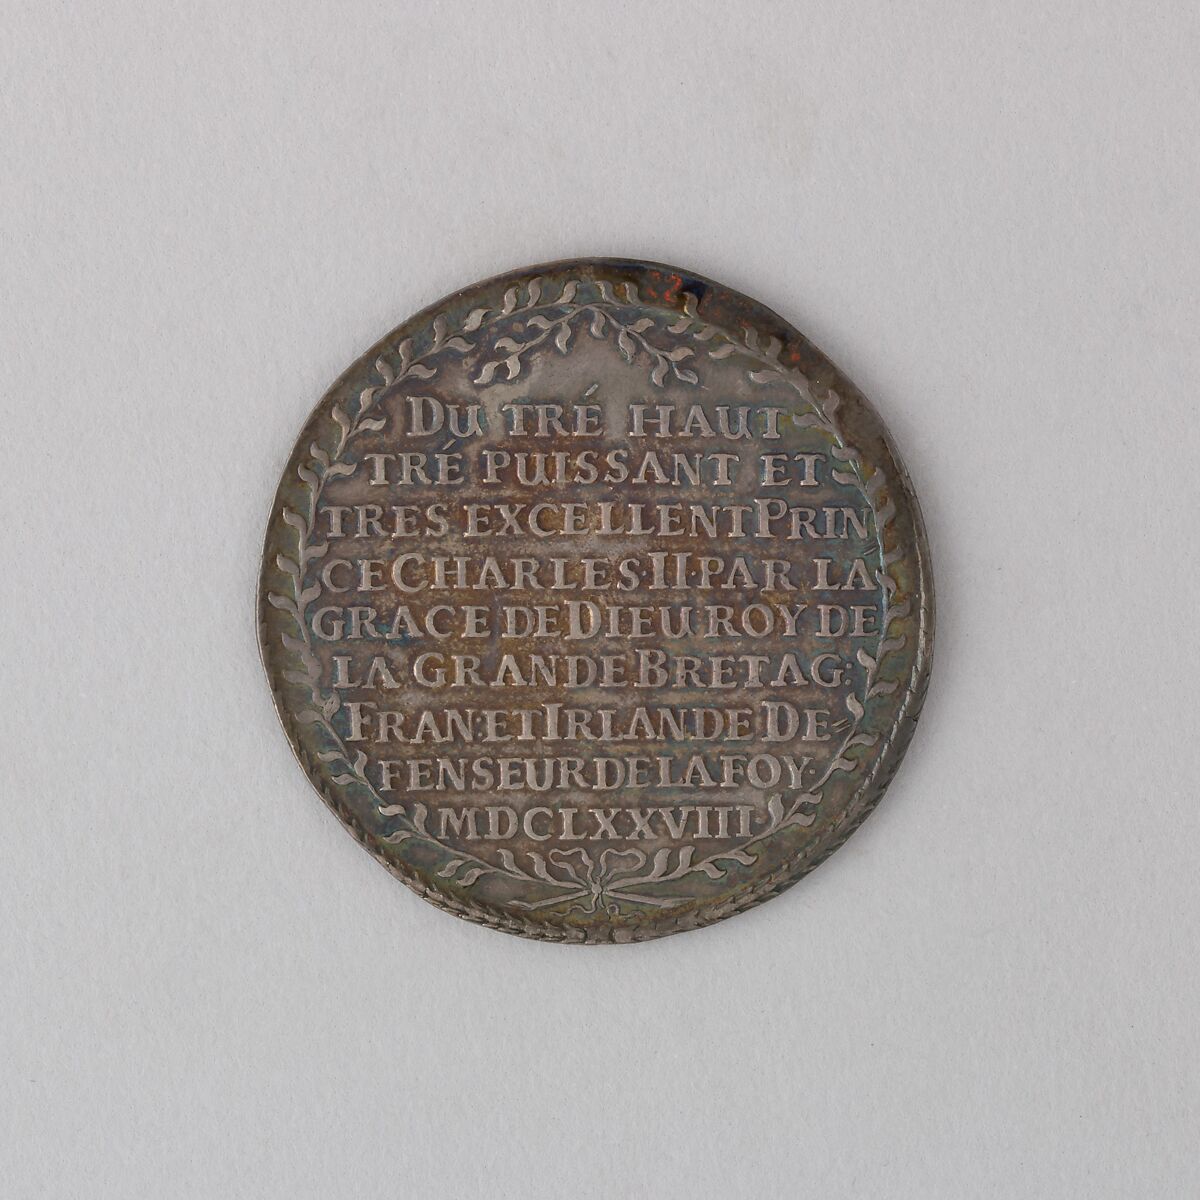 DU TRÉ HAUT
TRÉ PUISSANT ET
TRES EXCELLENT PRIN=
CE CHARLES·II·PAR LA
GRACE DE DIEU ROY DE
LA GRANDE BRETAG:
FRAN:ET IRLANDE DE=
FENSEUR DE LA FOY·
MDCLXXVIII·